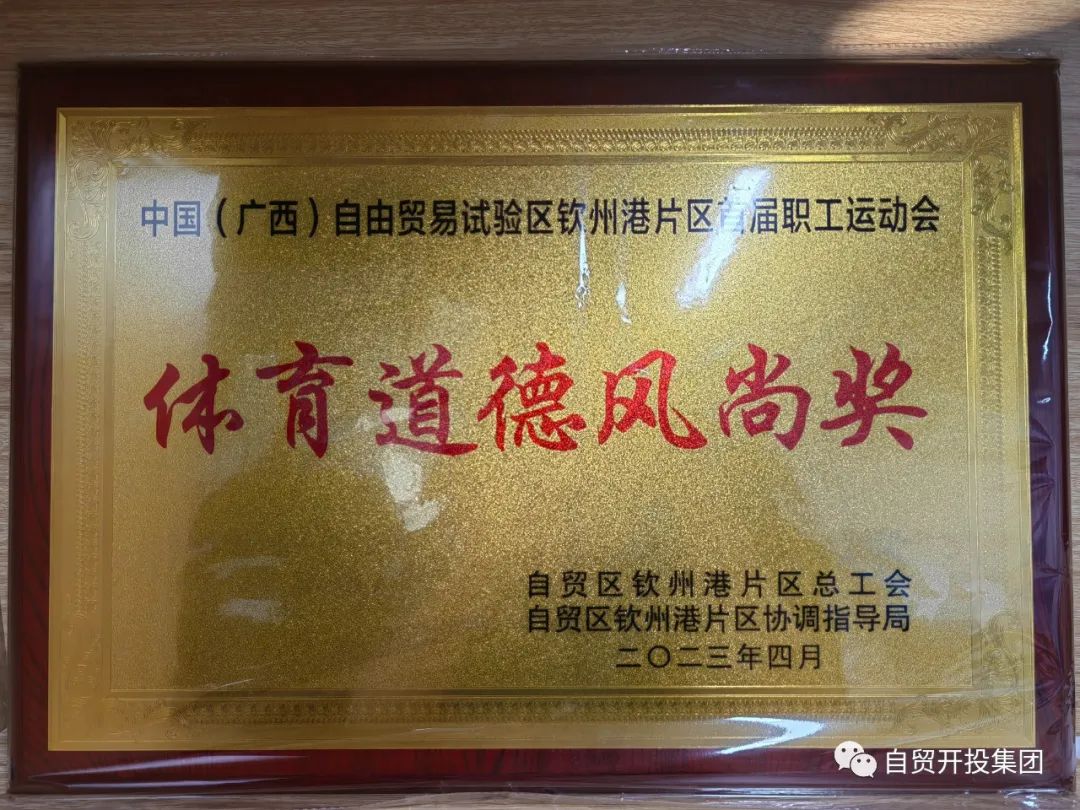 中国（广西）自由贸易试验区钦州港片区首届职工运动会
体育道德风尚奖
自贸区钦州港片区总工会
自贸区钦州港片区协调指导局
二〇二三年四月
自贸开投集团